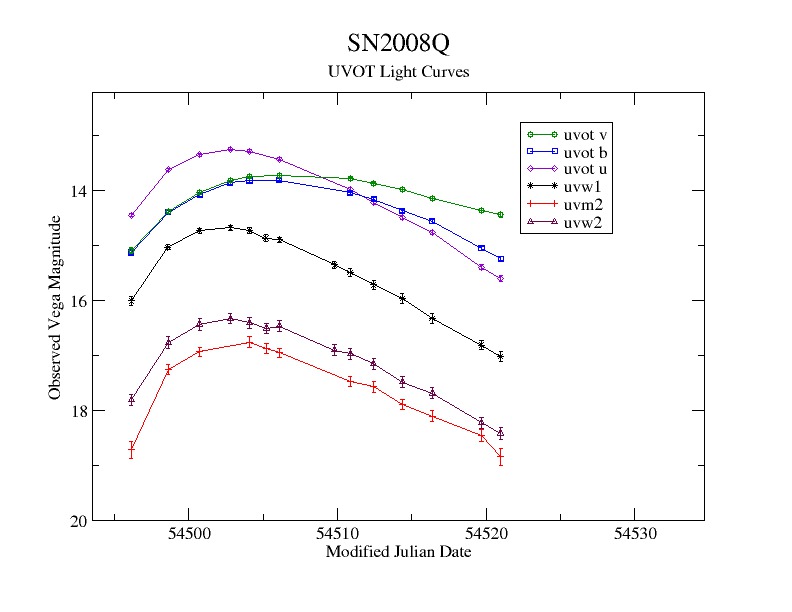 SN2008Q
UVOT Light Curves
uvot v
uvot b
uvot u
uvw1
uvm2
uvw2
14
16
18
20
Observed Vega Magnitude
54500 54510 54520 54530
Modified Julian Date